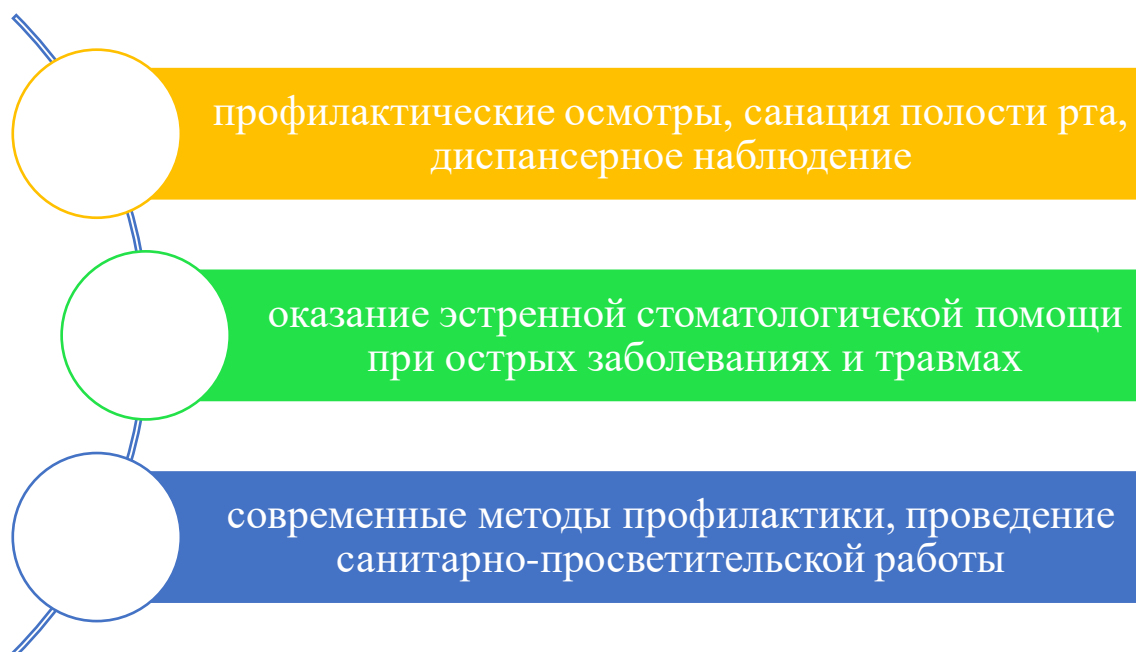 профилактические осмотры, санация полости рта,
диспансерное наблюдение
оказание эстренной стоматологичекой помощи
при острых заболеваниях и травмах
современные методы профилактики, проведение
санитарно-просветительской работы